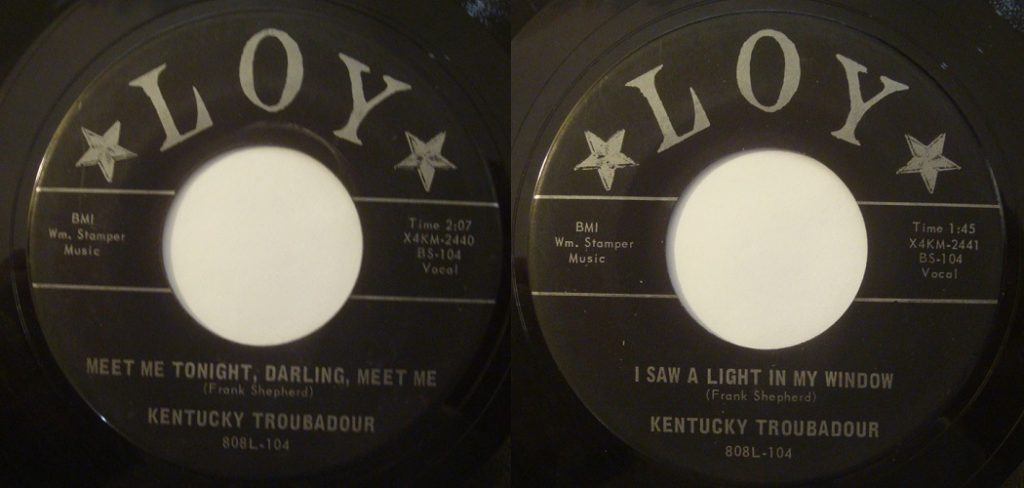 LOY
BMI
Wm. Stamper
Music
Time 2:07
X4KM-2440
BS-104
Vocal
MEET ME TONIGHT, DARLING, MEET ME
(Frank Shepherd)
KENTUCKY TROUBADOUR
808L-104
LOY
BMI
Wm. Stamper
Music
Time 1:45
X4KM-2441
BS-104
Vocal
I SAW A LIGHT IN MY WINDOW
(Frank Shepherd)
KENTUCKY TROUBADOUR
808L-104